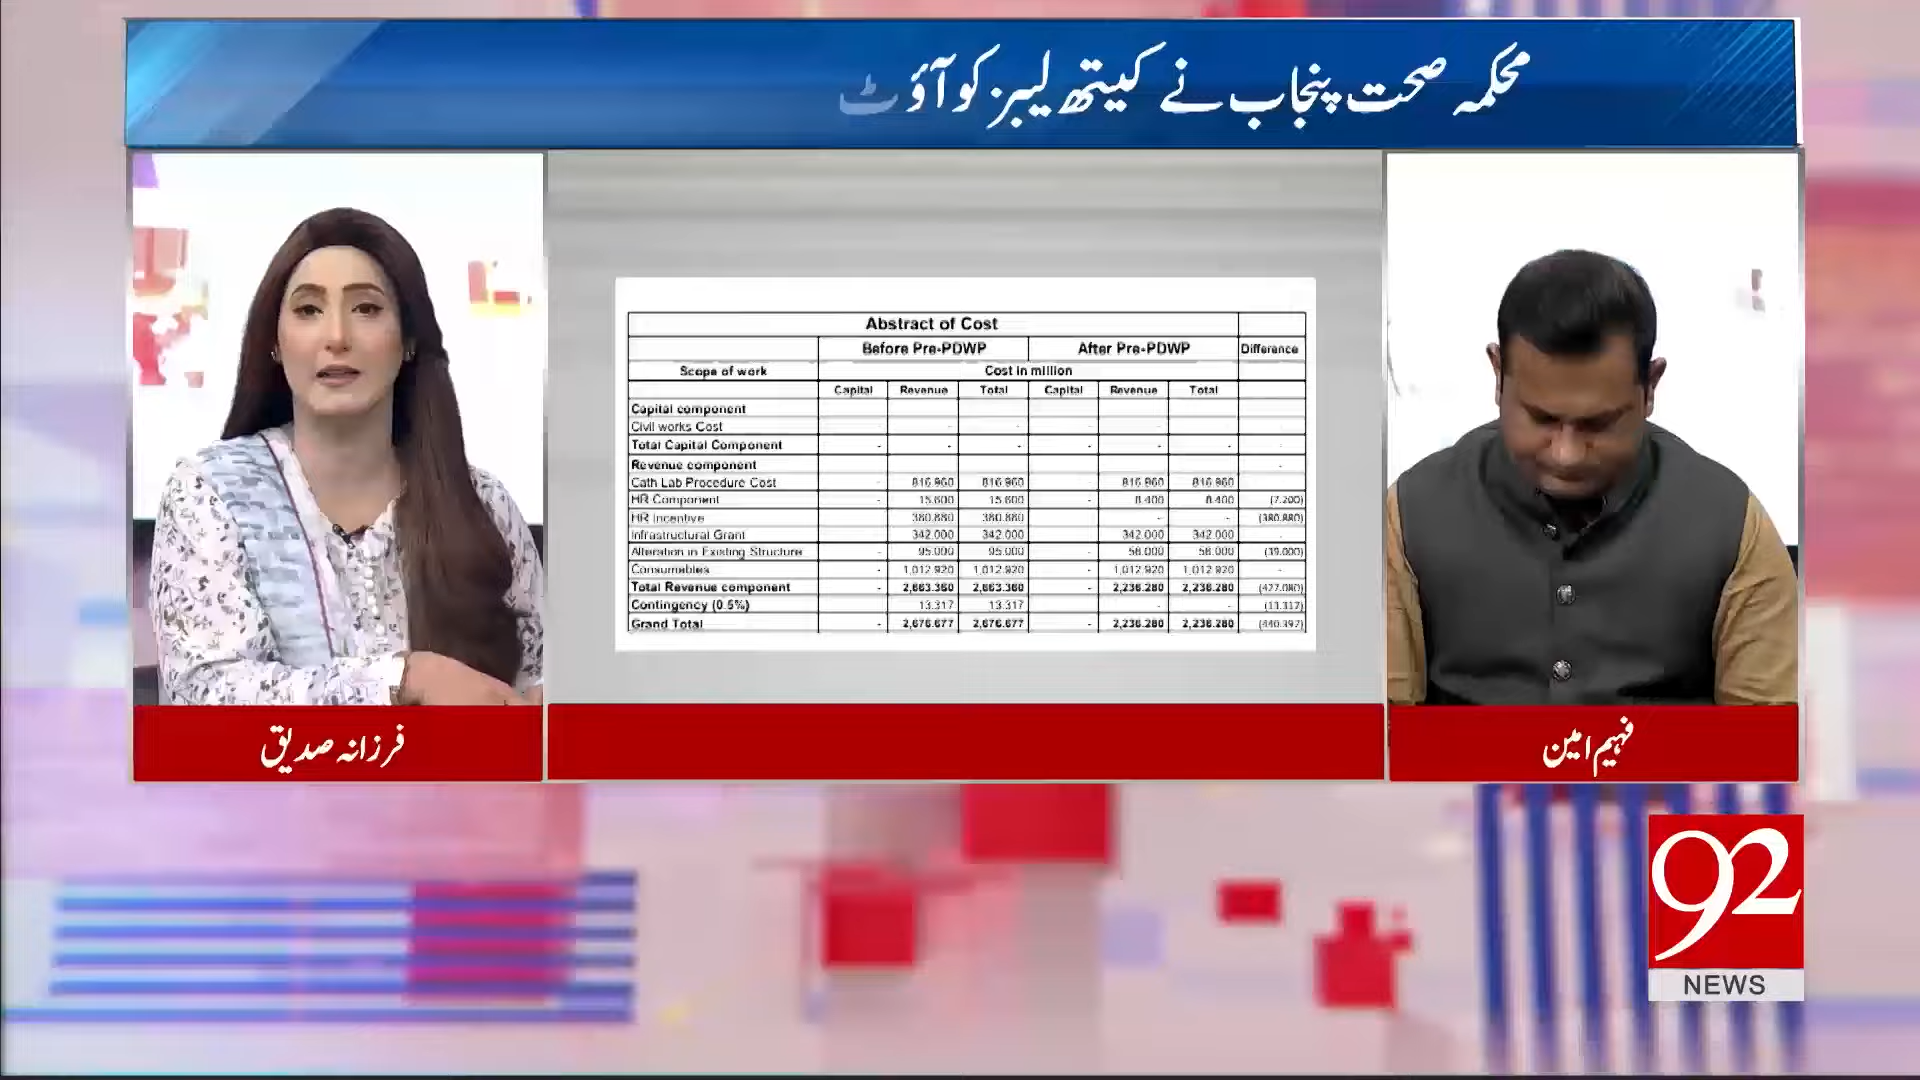 محکمہ صحت پنجاب نے کیتھ لیبز کو آؤٹ
Abstract of Cost
Before Pre-PDWP After Pre-PDWP Difference
Scope of work Cost in million
Capital Revenue Total Capital Revenue Total
Capital component
Civil works Cost - - - - - - -
Total Capital Component - - - - - - -
Revenue component -
Cath Lab Procedure Cost - 816.960 816.960 - 816.960 816.960
HR Component - 15.600 15.600 - 8.400 8.400 (7.200)
HR Incentive 380.880 380.880 - - (380.880)
Infrastructural Grant 342.000 342.000 342.000 342.000 -
Alteration in Existing Structure - 95.000 95.000 - 56.000 56.000 (39.000)
Consumables - 1,012.920 1,012.920 - 1,012.920 1,012.920 -
Total Revenue component - 2,663.360 2,663.360 - 2,236.280 2,236.280 (427.080)
Contingency (0.5%) 13.317 13.317 - - (13.317)
Grand Total - 2,676.677 2,676.677 - 2,236.280 2,236.280 (440.397)
فرزانہ صدیق
فہیم امین
92
NEWS